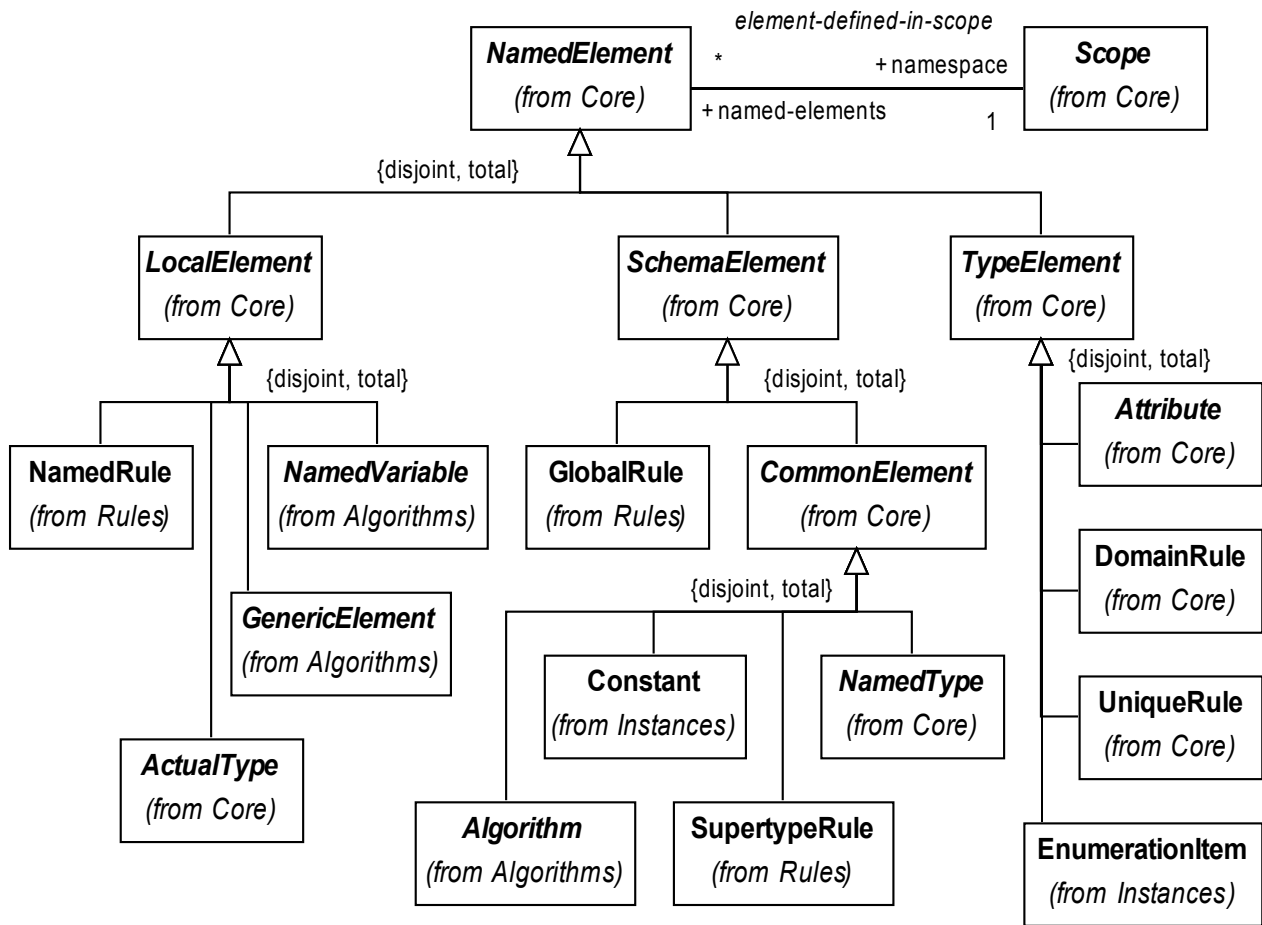 element-defined-in-scope
NamedElement
(from Core)
*
+ named-elements
+ namespace
1
Scope
(from Core)
{disjoint, total}
LocalElement
(from Core)
SchemaElement
(from Core)
TypeElement
(from Core)
{disjoint, total}
{disjoint, total}
{disjoint, total}
NamedRule
(from Rules)
NamedVariable
(from Algorithms)
GlobalRule
(from Rules)
CommonElement
(from Core)
Attribute
(from Core)
GenericElement
(from Algorithms)
ActualType
(from Core)
{disjoint, total}
Constant
(from Instances)
NamedType
(from Core)
Algorithm
(from Algorithms)
SupertypeRule
(from Rules)
DomainRule
(from Core)
UniqueRule
(from Core)
EnumerationItem
(from Instances)